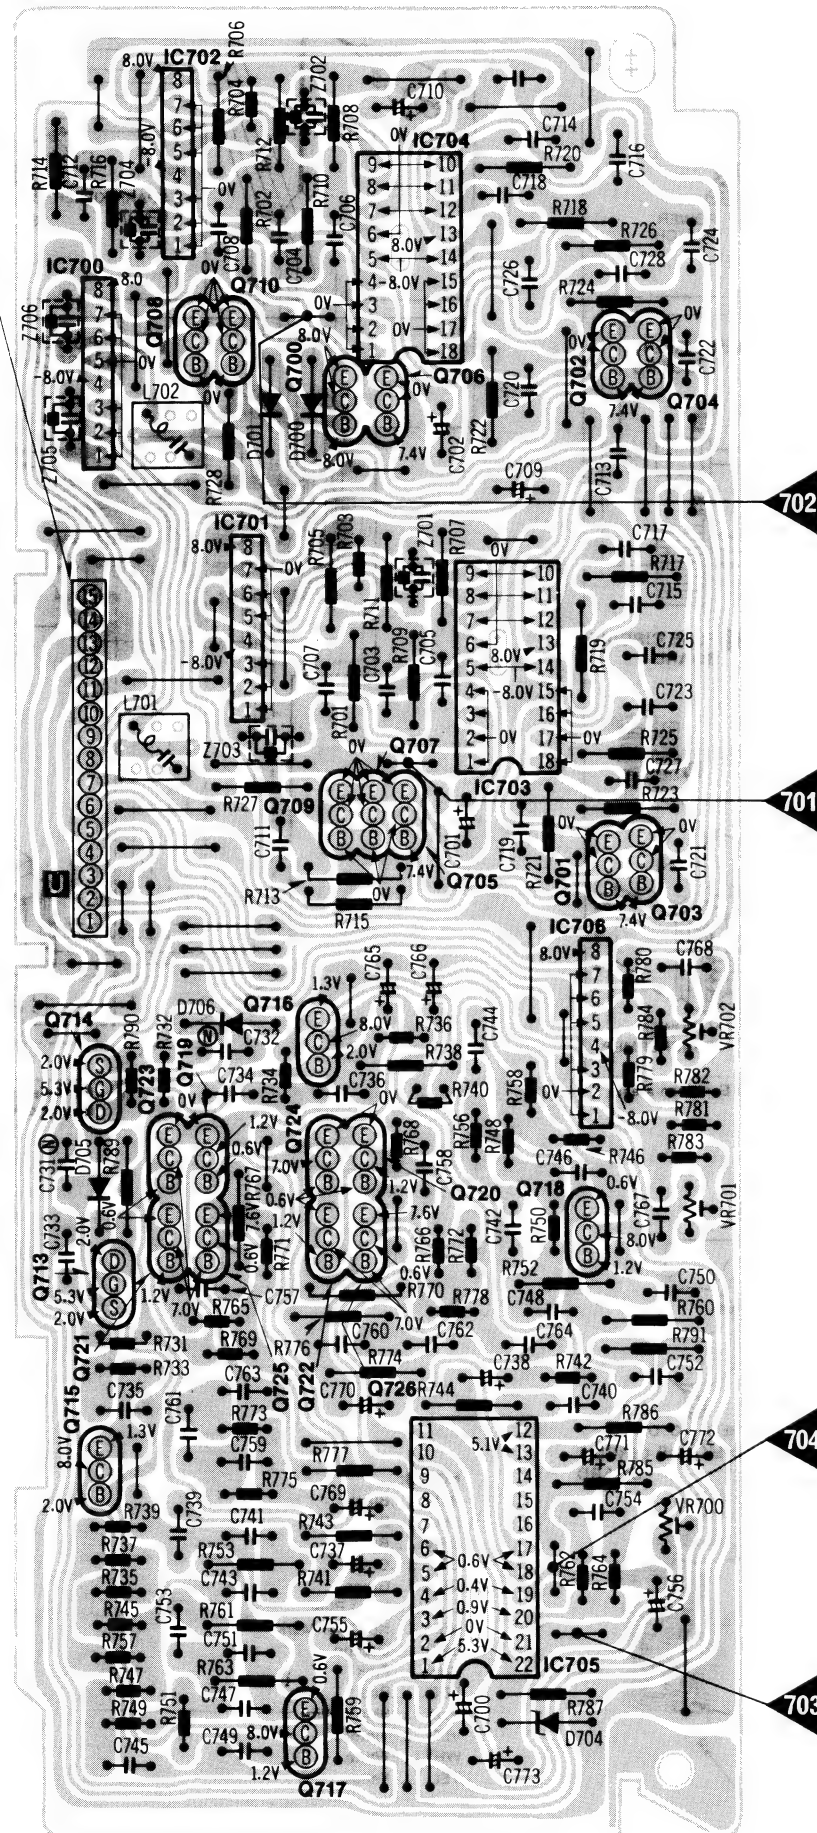 8.0V IC702 R706
R704 Z702 C710
R712 R708 0V IC704 C714
R714 C712 R716 Z704 -8.0V
8 7 6 5 4 3 2 1
R720 C716
9 10
8 11
7 12
6 13
5 14
4 15
3 16
2 17
1 18
C718
R702 R710 C706
C708 C704
0V 8.0V -8.0V 0V
R718 R726 C724
C728 C726 R724
IC700 8.0
Q710 Q708
Z706 0V -8.0V
8 7 6 5 4 3 2 1
E E
C C
B B
0V
L702
Z705
R728
D701 Q700 D700
8.0V
E E
C C
B B
Q706
0V
-8.0V 7.4V
C702 R722 C720
Q702 0V 0V
E E
C C
B B
C722
7.4V Q704
C709 C713
702
IC701
8.0V
8 7 6 5 4 3 2 1
0V
-8.0V
R705 R703 Z701 R707
R711
0V
C717
R717
C715
9 10
8 11
7 12
6 13
5 14
4 15
3 16
2 17
1 18
8.0V -8.0V 0V
R719
C725
C723
C707 C703 R709 C705
R701
15
14
13
12
11
10
9
8
7
6
5
4
3
2
1
L701
Z703
R725
C727
R723
IC703
0V Q707
R727 Q709
E E E
C C C
B B B
C711
7.4V
0V
Q705
R713
R715
C701 C719 R721
701
0V 0V
Q701
E E
C C
B B
C721
7.4V Q703
IC706
8.0V
8 7 6 5 4 3 2 1
0V
-8.0V
R780 C768
R784 VR702
R779
R782
R781
R783
C765 C766
D706 Q716 1.3V
N
C732
E
C
B
8.0V
2.0V
R736
R738
C744
Q714
R790 R732
2.0V
5.3V
2.0V
S
G
D
Q723 Q719
C734 R734 C736
R740
R758
0V
1.2V Q724
0V
E E
C C
B B
E E
C C
B B
0.6V
7.0V
R768
C758
R756 R748
C746 R746
C731 N
D705 R789
0.6V 2.0V
R767
7.6V
0.6V
R771
0.6V
1.2V
E E
C C
B B
E E
C C
B B
1.2V
7.6V
Q720
Q718 0.6V
E
C
B
8.0V
1.2V
C767 VR701
C733
Q713
D
G
S
5.3V
2.0V
1.2V
7.0V
C757
R766 R772 C742 R750
0.6V
R752
R770
R765
C748
R778
7.0V
C750
R760
R791
C752
Q721
R731
R733
R769
R776
C763
Q725 Q722
C760 C762 C764
R774
C738 R742
C770 Q726 R744
C740
C735
Q715
1.3V
8.0V
E
C
B
2.0V
C761
R773
C759
R775
R777
C769
R743
11 12
10 13
9 14
8 15
7 16
6 17
5 18
4 19
3 20
2 21
1 22
5.1V
0.6V
0.4V
0.9V
0V
5.3V
R786
C771 C772
R785
C754
VR700
704
R739
R737
R735
C739
C741
R753
C743
C737
R741
R762 R764
C756
R745
R757
C753
R761
C751
R763
C755
IC705
703
R747
R749
C745
R751
C747
C749
0.6V
E
C
B
8.0V
1.2V
Q717
R759
C700
R787
D704
C773